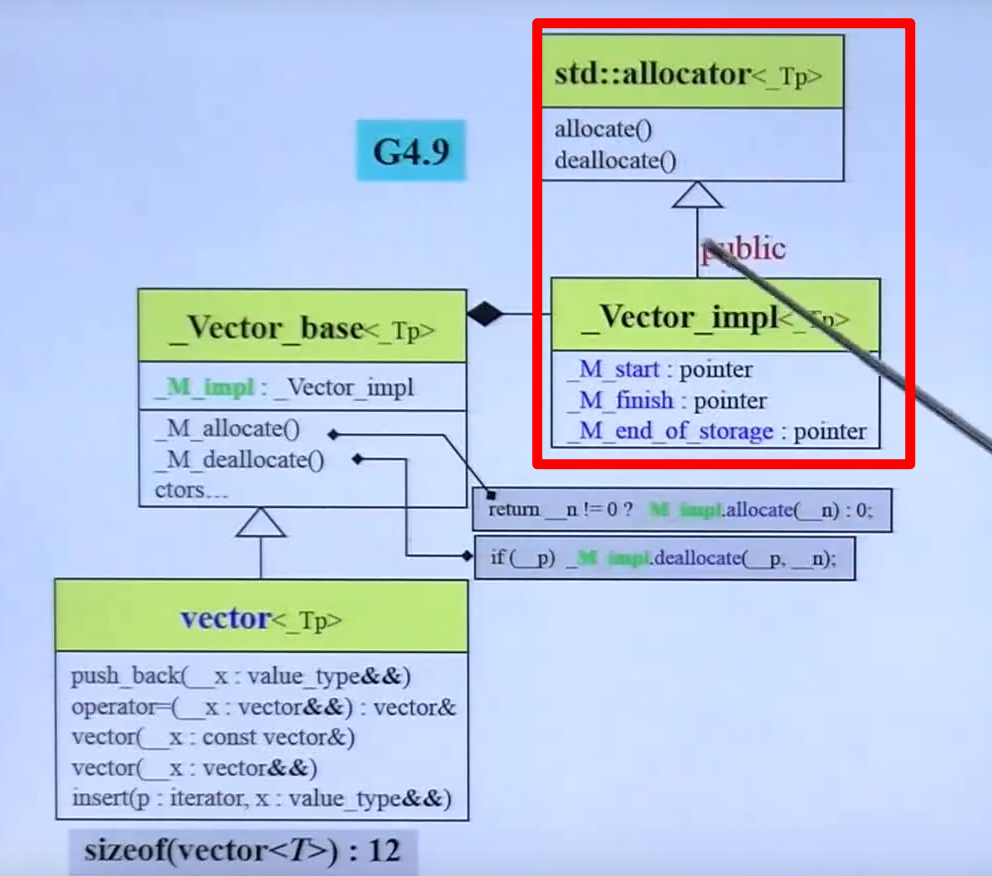 std::allocator<_Tp>
allocate()
deallocate()
G4.9
public
_Vector_base<_Tp>
_M_impl : _Vector_impl
_M_allocate()
_M_deallocate()
ctors...
_Vector_impl<_Tp>
_M_start : pointer
_M_finish : pointer
_M_end_of_storage : pointer
return __n != 0 ? _M_impl.allocate(__n) : 0;
if (__p) _M_impl.deallocate(__p, __n);
vector<_Tp>
push_back(__x : value_type&&)
operator=(__x : vector&&) : vector&
vector(__x : const vector&)
vector(__x : vector&&)
insert(p : iterator, x : value_type&&)
sizeof(vector<T>) : 12